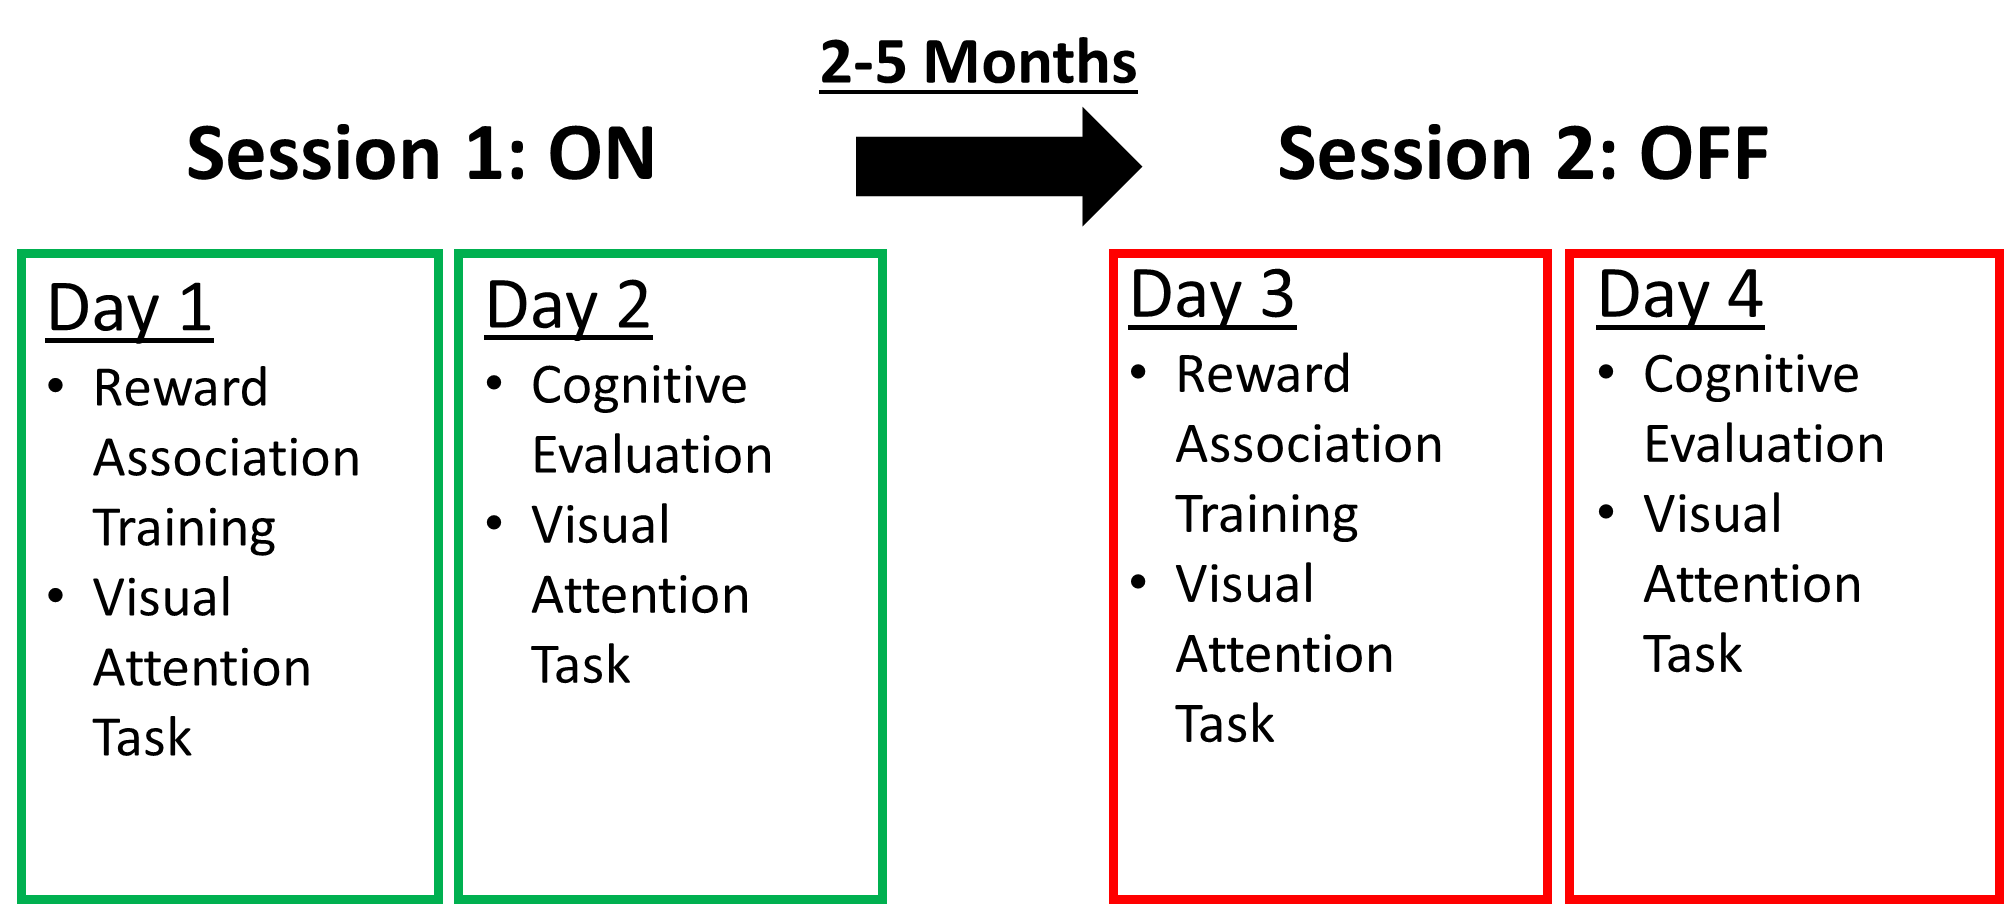 2-5 Months
Session 1: ON
Session 2: OFF
Day 1
• Reward
Association
Training
• Visual
Attention
Task
Day 2
• Cognitive
Evaluation
• Visual
Attention
Task
Day 3
• Reward
Association
Training
• Visual
Attention
Task
Day 4
• Cognitive
Evaluation
• Visual
Attention
Task